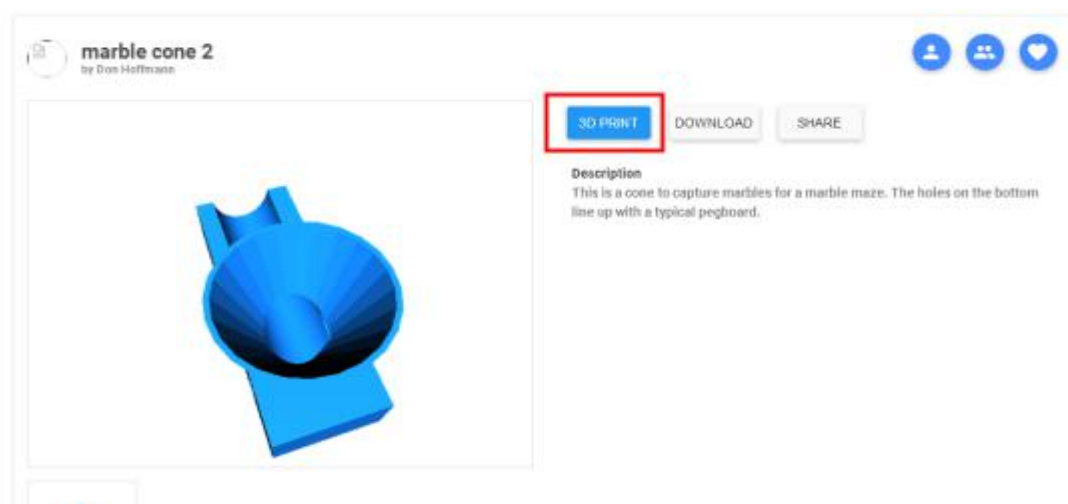 marble cone 2
by Don Hoffmann
3D PRINT
DOWNLOAD
SHARE
Description
This is a cone to capture marbles for a marble maze. The holes on the bottom
line up with a typical pegboard.